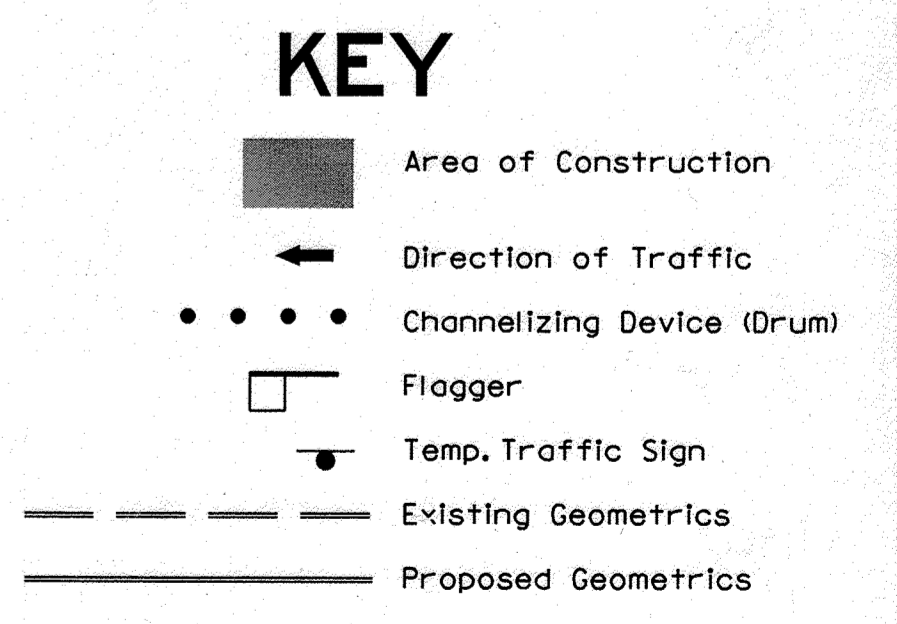 KEY
Area of Construction
Direction of Traffic
Channelizing Device (Drum)
Flagger
Temp. Traffic Sign
Existing Geometrics
Proposed Geometrics